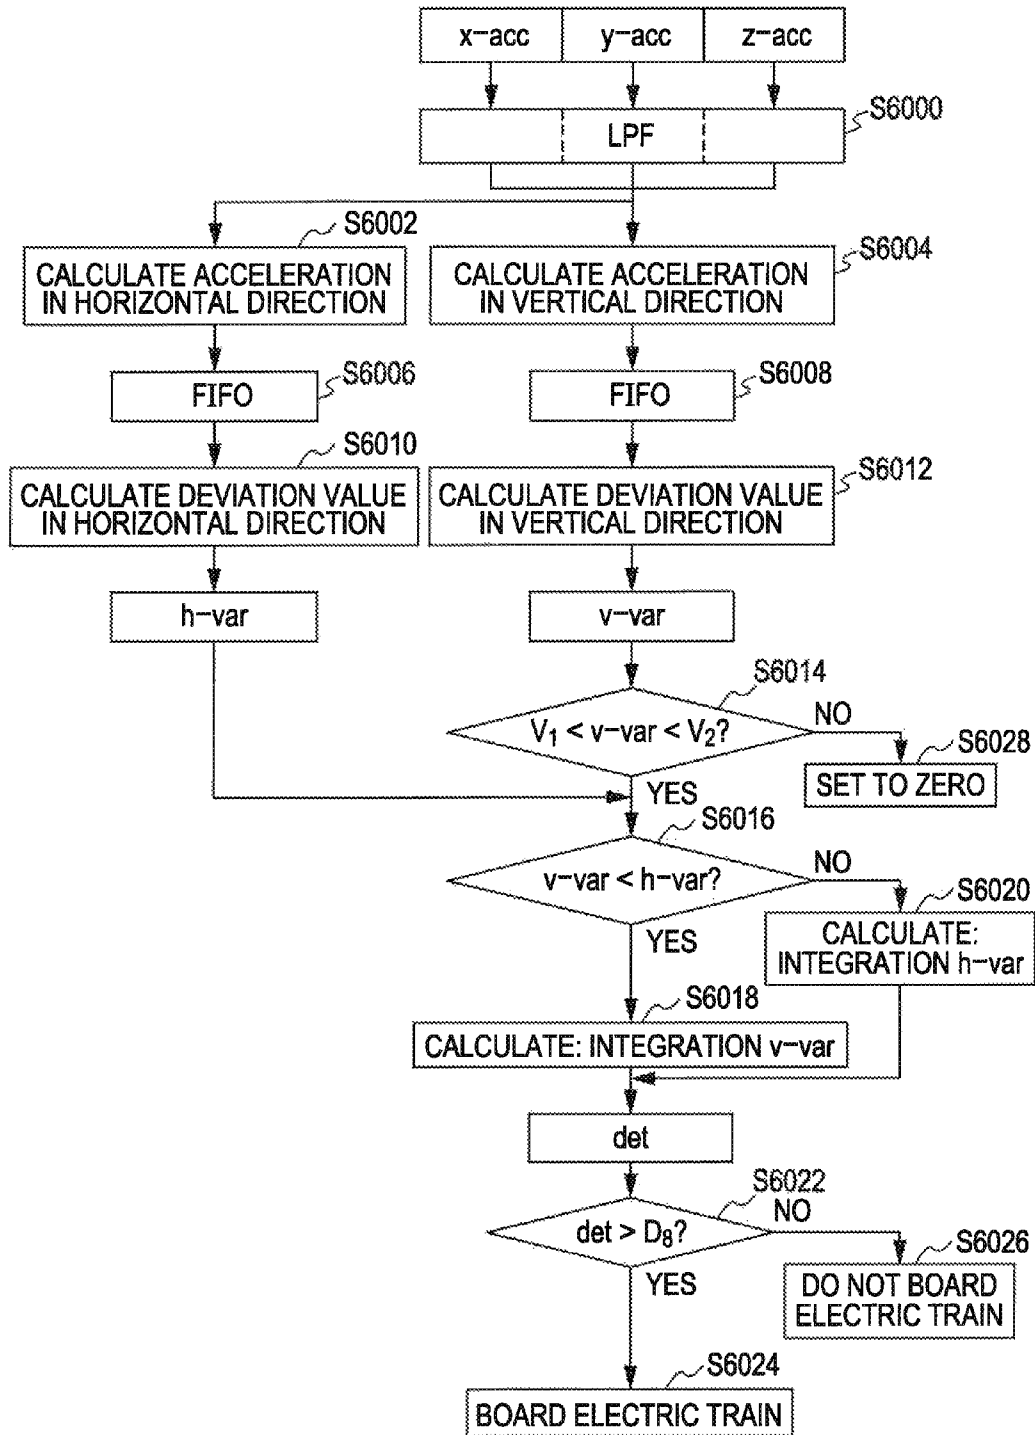 x-acc
y-acc
z-acc
LPF
S6000
S6002
CALCULATE ACCELERATION
IN HORIZONTAL DIRECTION
S6004
CALCULATE ACCELERATION
IN VERTICAL DIRECTION
FIFO
S6006
FIFO
S6008
S6010
CALCULATE DEVIATION VALUE
IN HORIZONTAL DIRECTION
S6012
CALCULATE DEVIATION VALUE
IN VERTICAL DIRECTION
h-var
v-var
S6014
V1 < v-var < V2?
NO
YES
S6028
SET TO ZERO
S6016
v-var < h-var?
NO
YES
S6020
CALCULATE:
INTEGRATION h-var
S6018
CALCULATE: INTEGRATION v-var
det
S6022
det > D8?
NO
YES
S6026
DO NOT BOARD
ELECTRIC TRAIN
S6024
BOARD ELECTRIC TRAIN